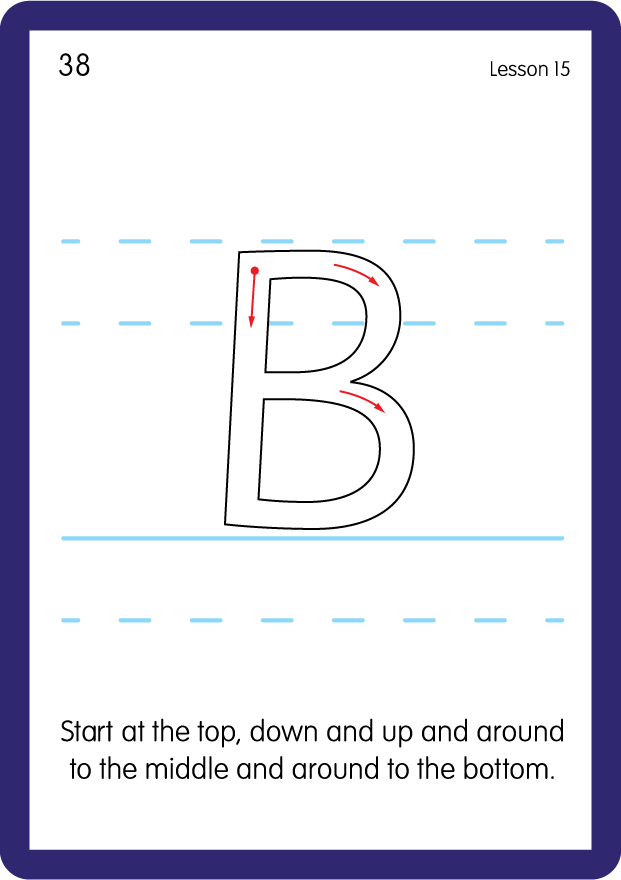 38
Lesson 15
B
Start at the top, down and up and around
to the middle and around to the bottom.